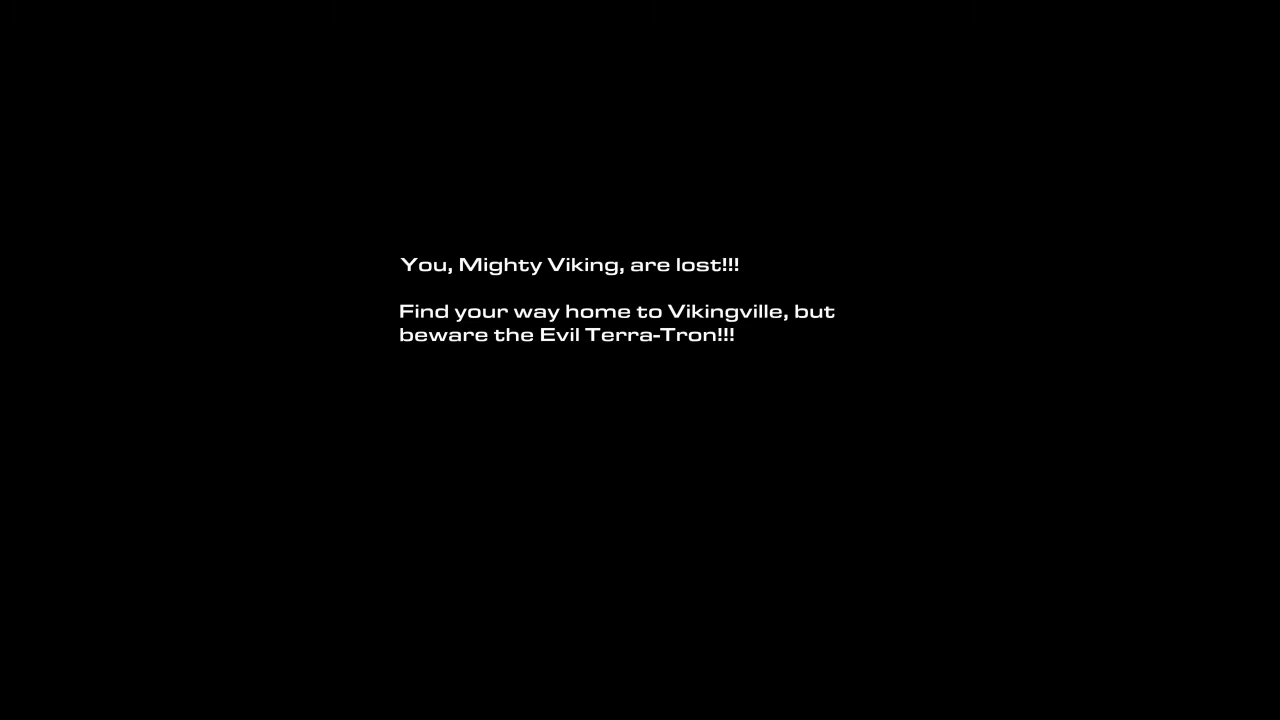 You, Mighty Viking, are lost!!!
Find your way home to Vikingville, but
beware the Evil Terra-Tron!!!